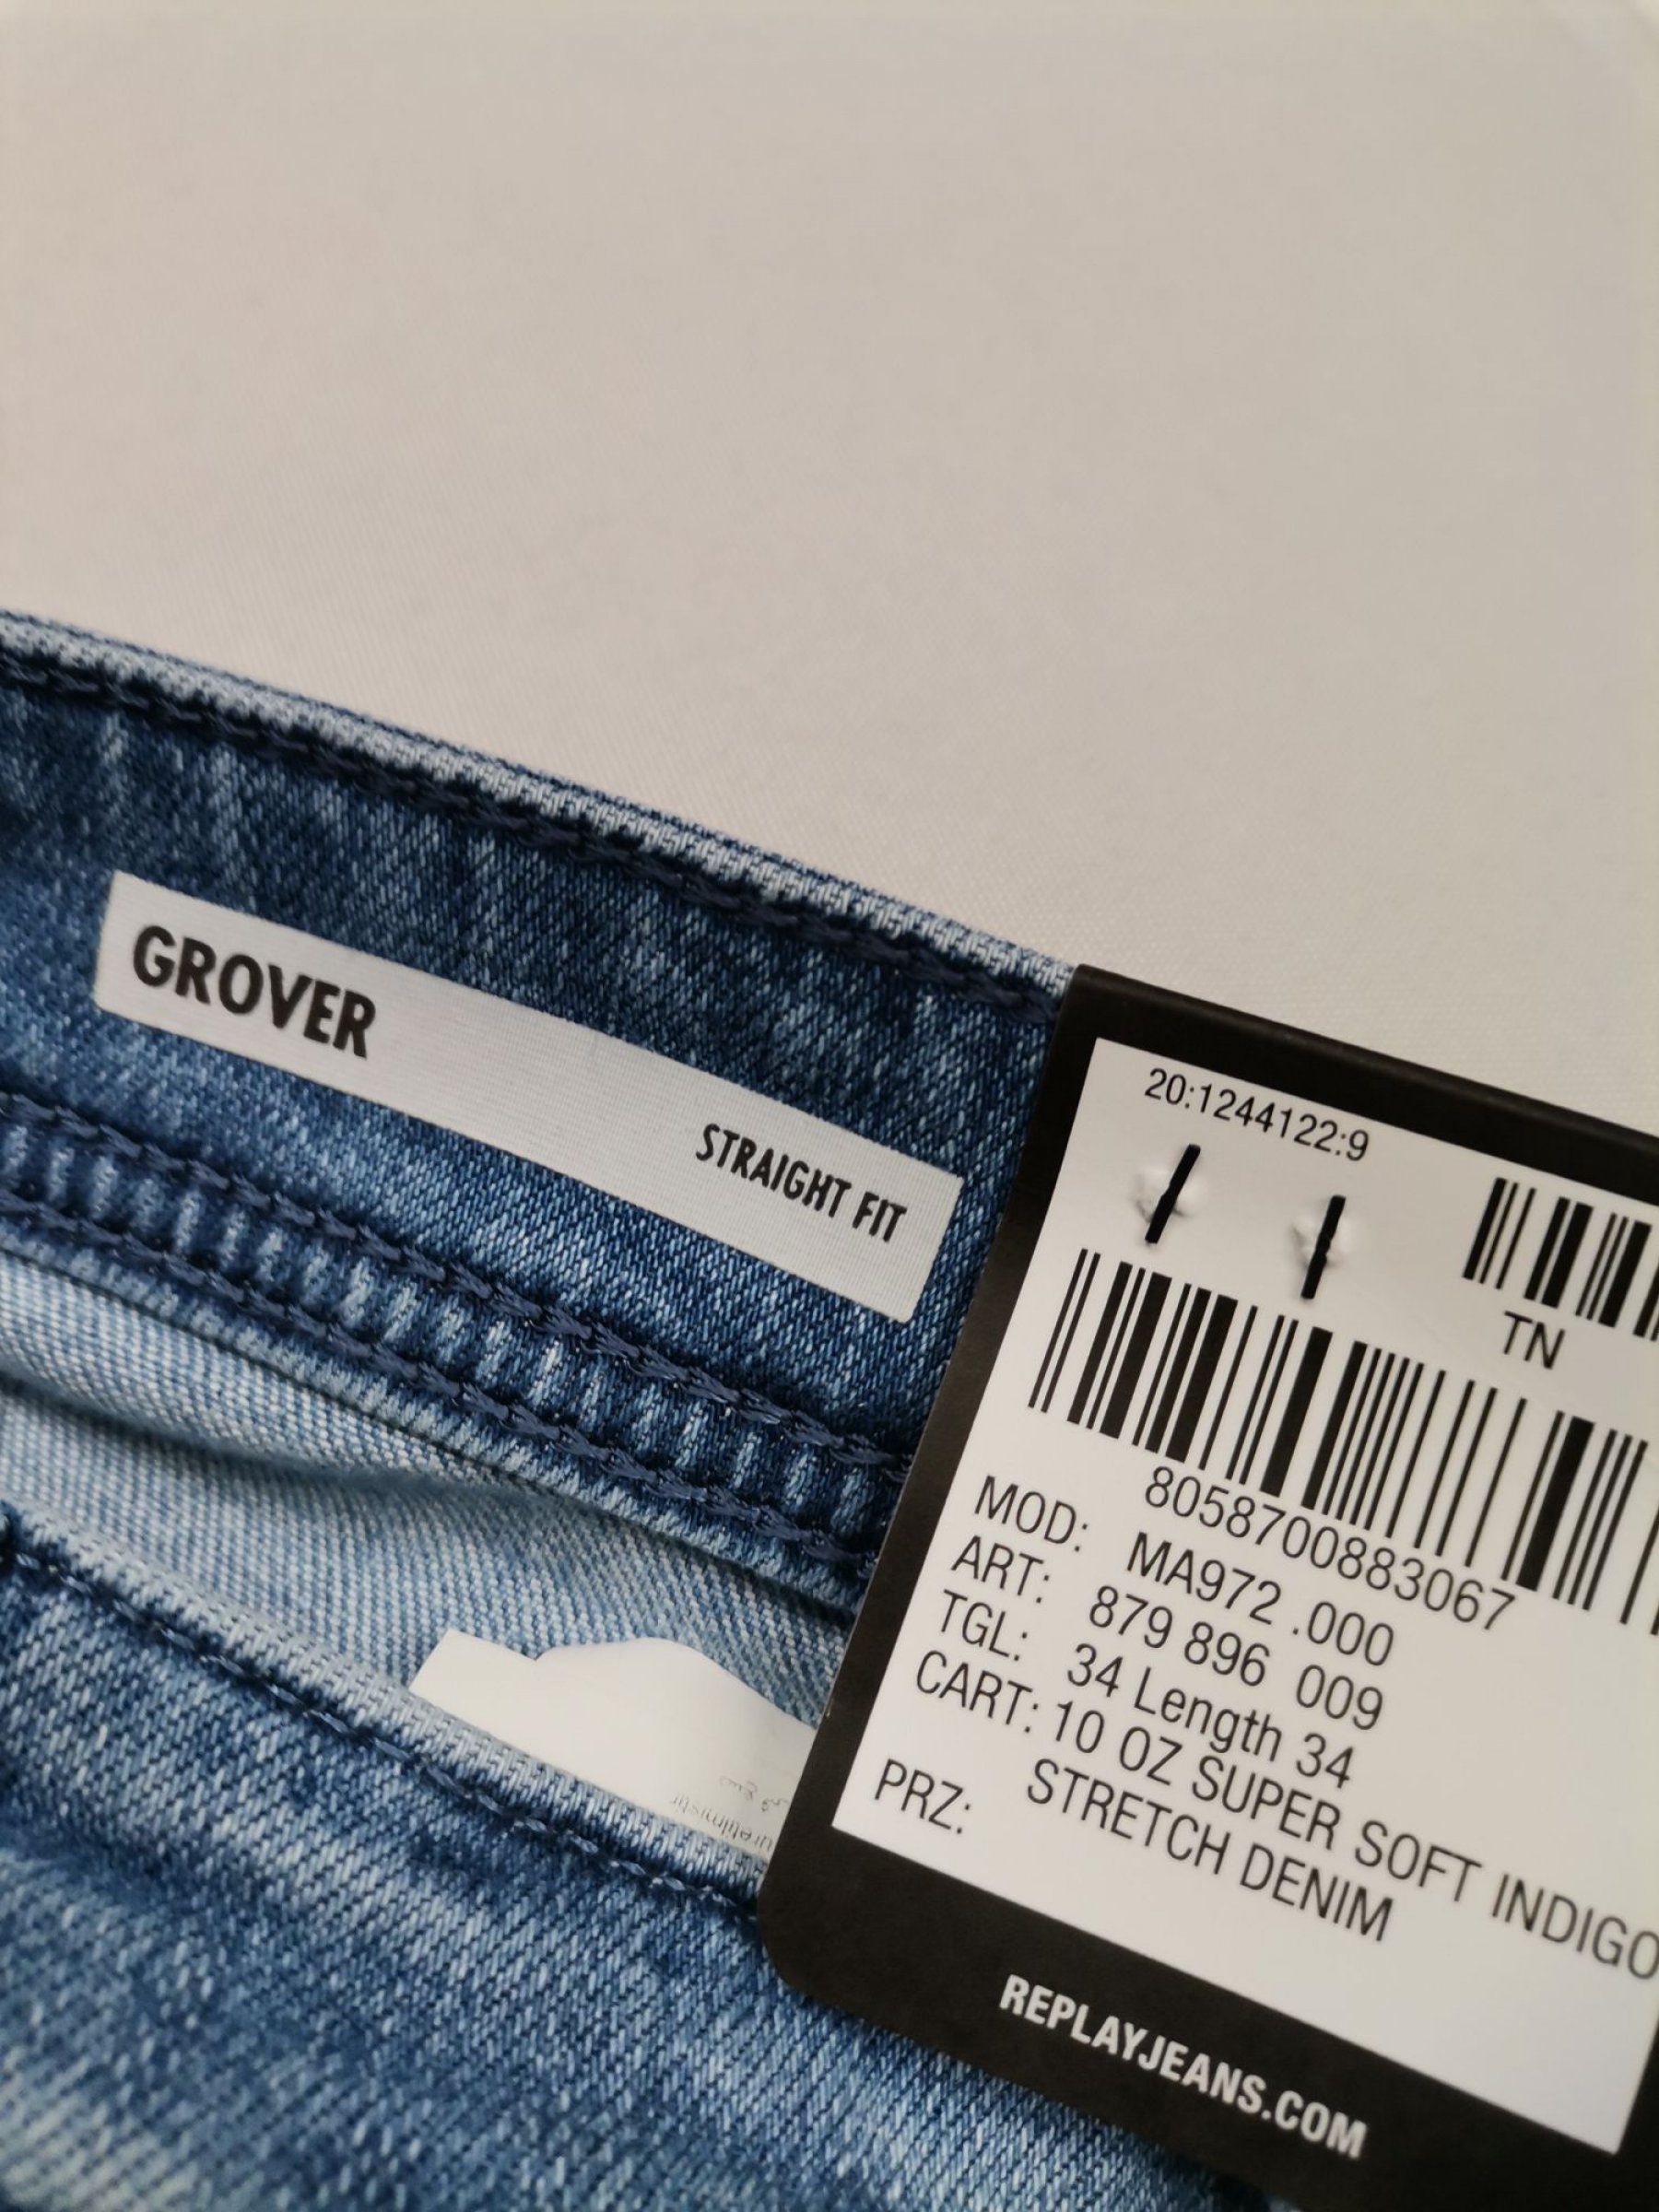 GROVER
STRAIGHT FIT
20:1244122:9
TN
8058700883067
MOD: MA972 .000
ART: 879 896 009
TGL: 34 Length 34
CART: 10 OZ SUPER SOFT INDIGO
STRETCH DENIM
PRZ:
REPLAYJEANS.COM